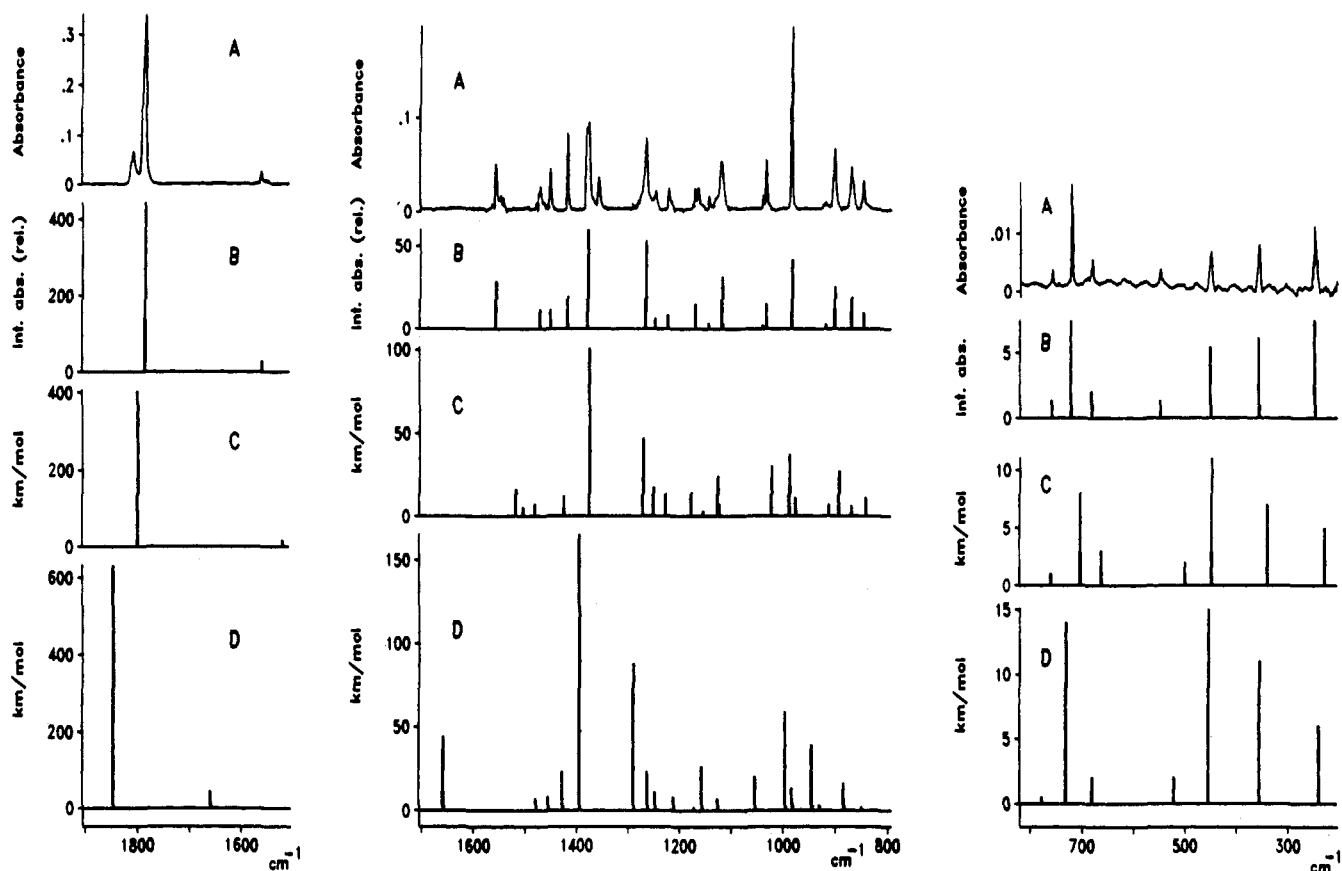 Absorbance
.3
.2
.1
0
A
Int. abs. (rel.)
400
200
0
B
km/mol
400
200
0
C
km/mol
600
400
200
0
D
1800
1600
cm-1
Absorbance
.1
0
A
Int. abs. (rel.)
50
0
B
km/mol
100
50
0
C
km/mol
150
100
50
0
D
1600
1400
1200
1000
800
cm-1
Absorbance
.01
0
A
Int. abs.
5
0
B
km/mol
10
5
0
C
km/mol
15
10
5
0
D
700
500
300
cm-1